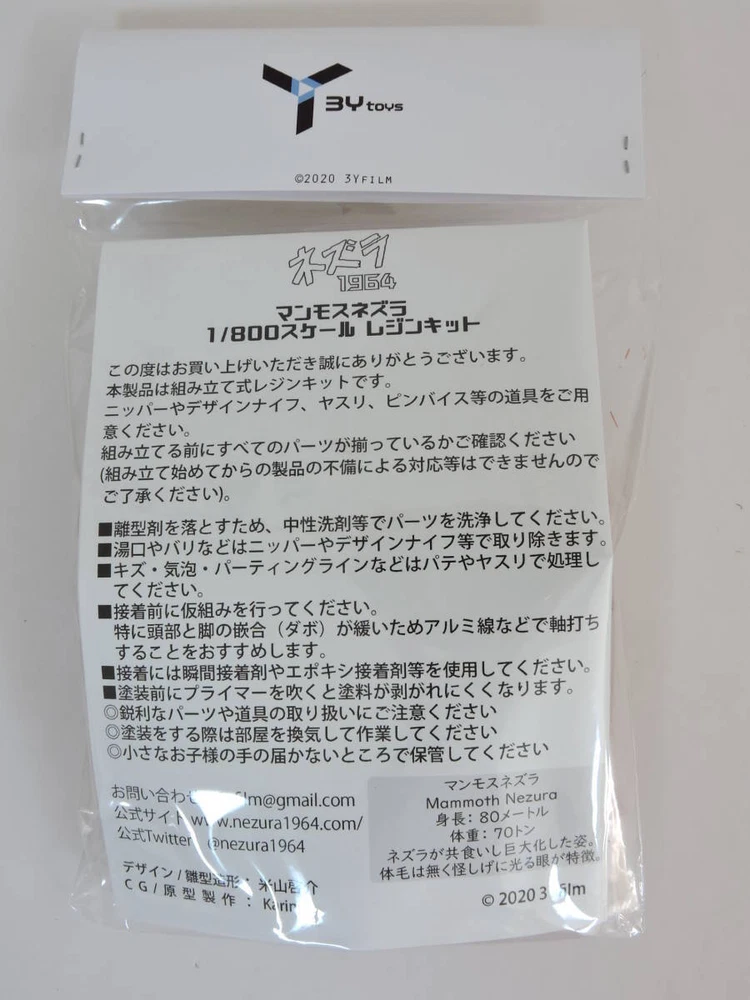 3Y toys
©2020 3YFILM
ネズラ
1964
マンモスネズラ
1/800スケール レジンキット
この度はお買い上げいただき誠にありがとうございます。
本製品は組み立て式レジンキットです。
ニッパーやデザインナイフ、ヤスリ、ピンバイス等の道具をご用
意ください。
組み立てる前にすべてのパーツが揃っているかご確認ください
(組み立て始めてからの製品の不備による対応等はできませんので
ご了承ください)。
■離型剤を落とすため、中性洗剤等でパーツを洗浄してください。
■湯口やバリなどはニッパーやデザインナイフ等で取り除きます。
■キズ・気泡・パーティングラインなどはパテやヤスリで処理し
てください。
■接着前に仮組みを行ってください。
特に頭部と脚の嵌合（ダボ）が緩いためアルミ線などで軸打ち
することをおすすめします。
■接着には瞬間接着剤やエポキシ接着剤等を使用してください。
■塗装前にプライマーを吹くと塗料が剥がれにくくなります。
◎鋭利なパーツや道具の取り扱いにご注意ください
◎塗装をする際は部屋を換気して作業してください
◎小さなお子様の手の届かないところで保管してください
お問い合わせ film@gmail.com
公式サイト www.nezura1964.com/
公式Twitter @nezura1964
デザイン/雛型造形：米山啓介
CG/原型製作：
マンモスネズラ
Mammoth Nezura
身長：80メートル
体重：70トン
ネズラが共食いし巨大化した姿。
体毛は無く怪しげに光る眼が特徴。
© 2020 3Y film